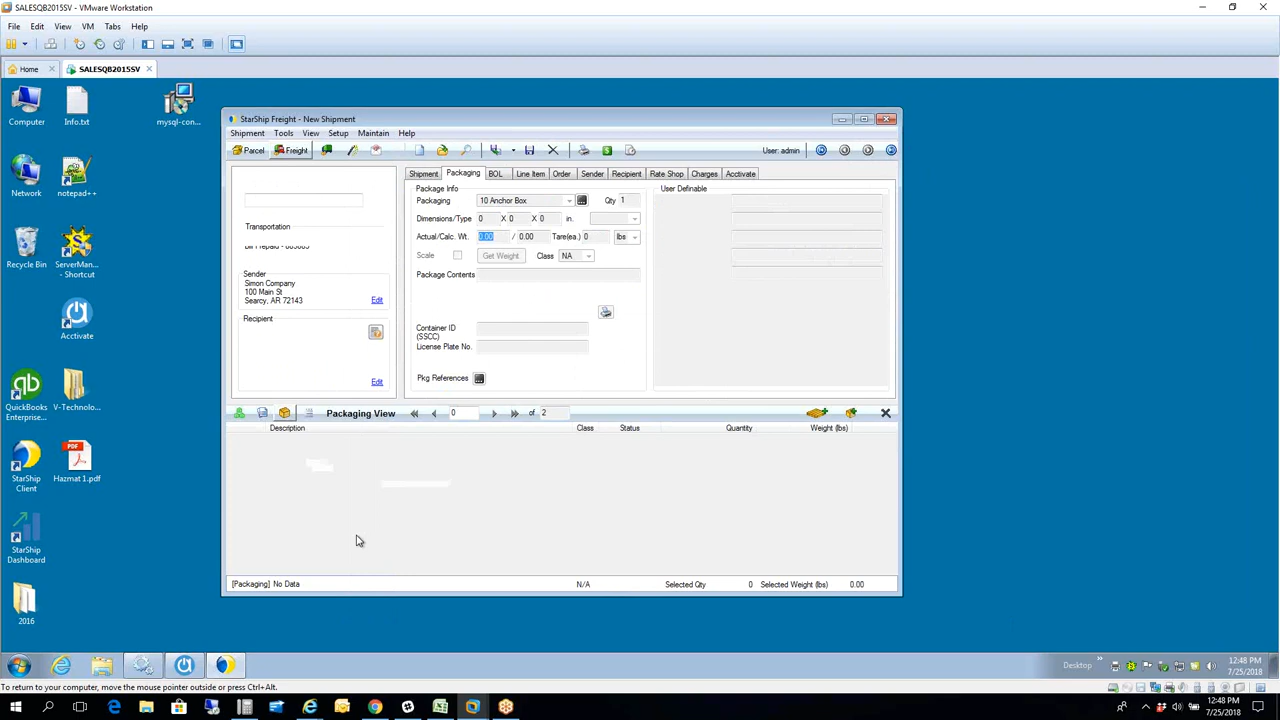 SALESQB2015SV - VMware Workstation
File Edit View VM Tabs Help
Home SALESQB2015SV
Computer
Info.txt
mysql-con...
Network
notepad++
Recycle Bin
ServerMan... - Shortcut
Acctivate
QuickBooks Enterprise...
V-Technolo...
StarShip Client
Hazmat 1.pdf
StarShip Dashboard
2016
StarShip Freight - New Shipment
Shipment Tools View Setup Maintain Help
Parcel Freight User: admin
Shipment Packaging BOL Line Item Order Sender Recipient Rate Shop Charges Acctivate
Transportation
Sender
Simon Company
100 Main St
Searcy, AR 72143 Edit
Recipient
Edit
Package Info
Packaging 10 Anchor Box Qty 1
Dimensions/Type 0 X 0 X 0 in.
Actual/Calc. Wt. 0.00 / 0.00 Tare(ea.) 0 lbs
Scale Get Weight Class NA
Package Contents
Container ID
(SSCC)
License Plate No.
Pkg References
User Definable
Packaging View 0 of 2
Description Class Status Quantity Weight (lbs)
[Packaging] No Data N/A Selected Qty 0 Selected Weight (lbs) 0.00
Desktop
12:48 PM
7/25/2018
To return to your computer, move the mouse pointer outside or press Ctrl+Alt.
12:48 PM
7/25/2018